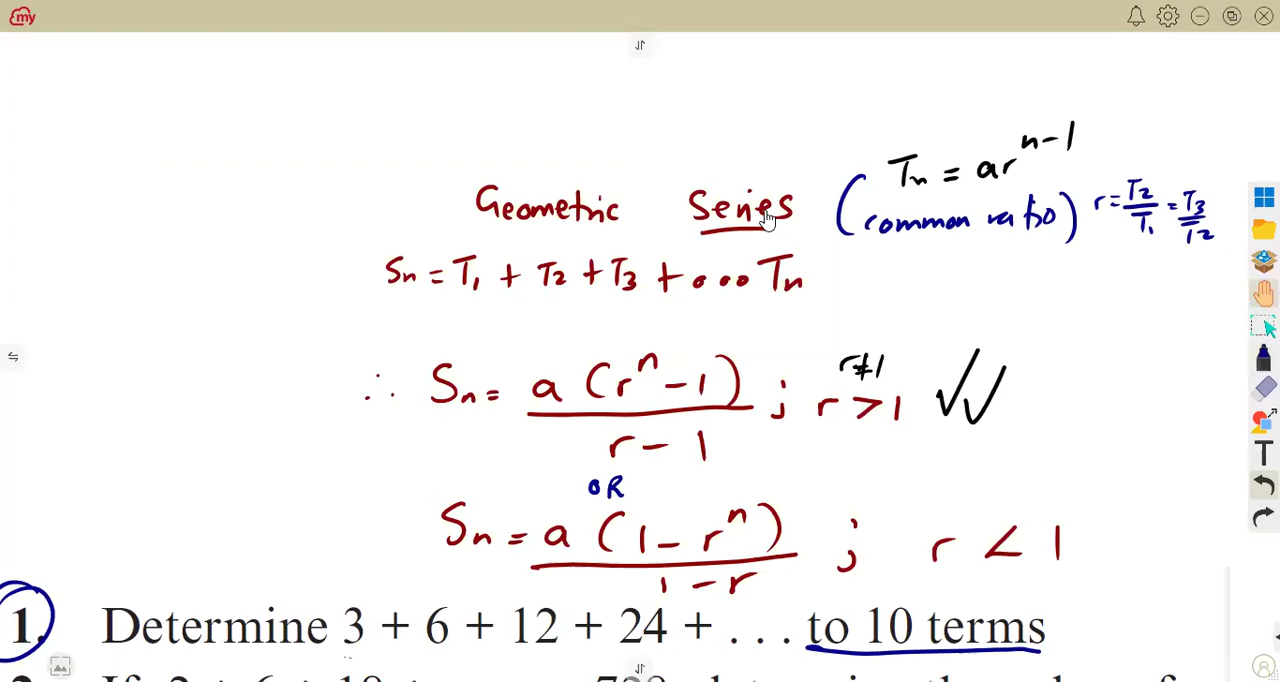 my
Tn = ar^(n-1)
Geometric Series (common ratio) r = T2/T1 = T3/T2
Sn = T1 + T2 + T3 + ... Tn
∴ Sn = a(r^n - 1)/(r - 1) ; r > 1 r ≠ 1 ✓✓
OR
Sn = a(1 - r^n)/(1 - r) ; r < 1
1. Determine 3 + 6 + 12 + 24 + . . . to 10 terms